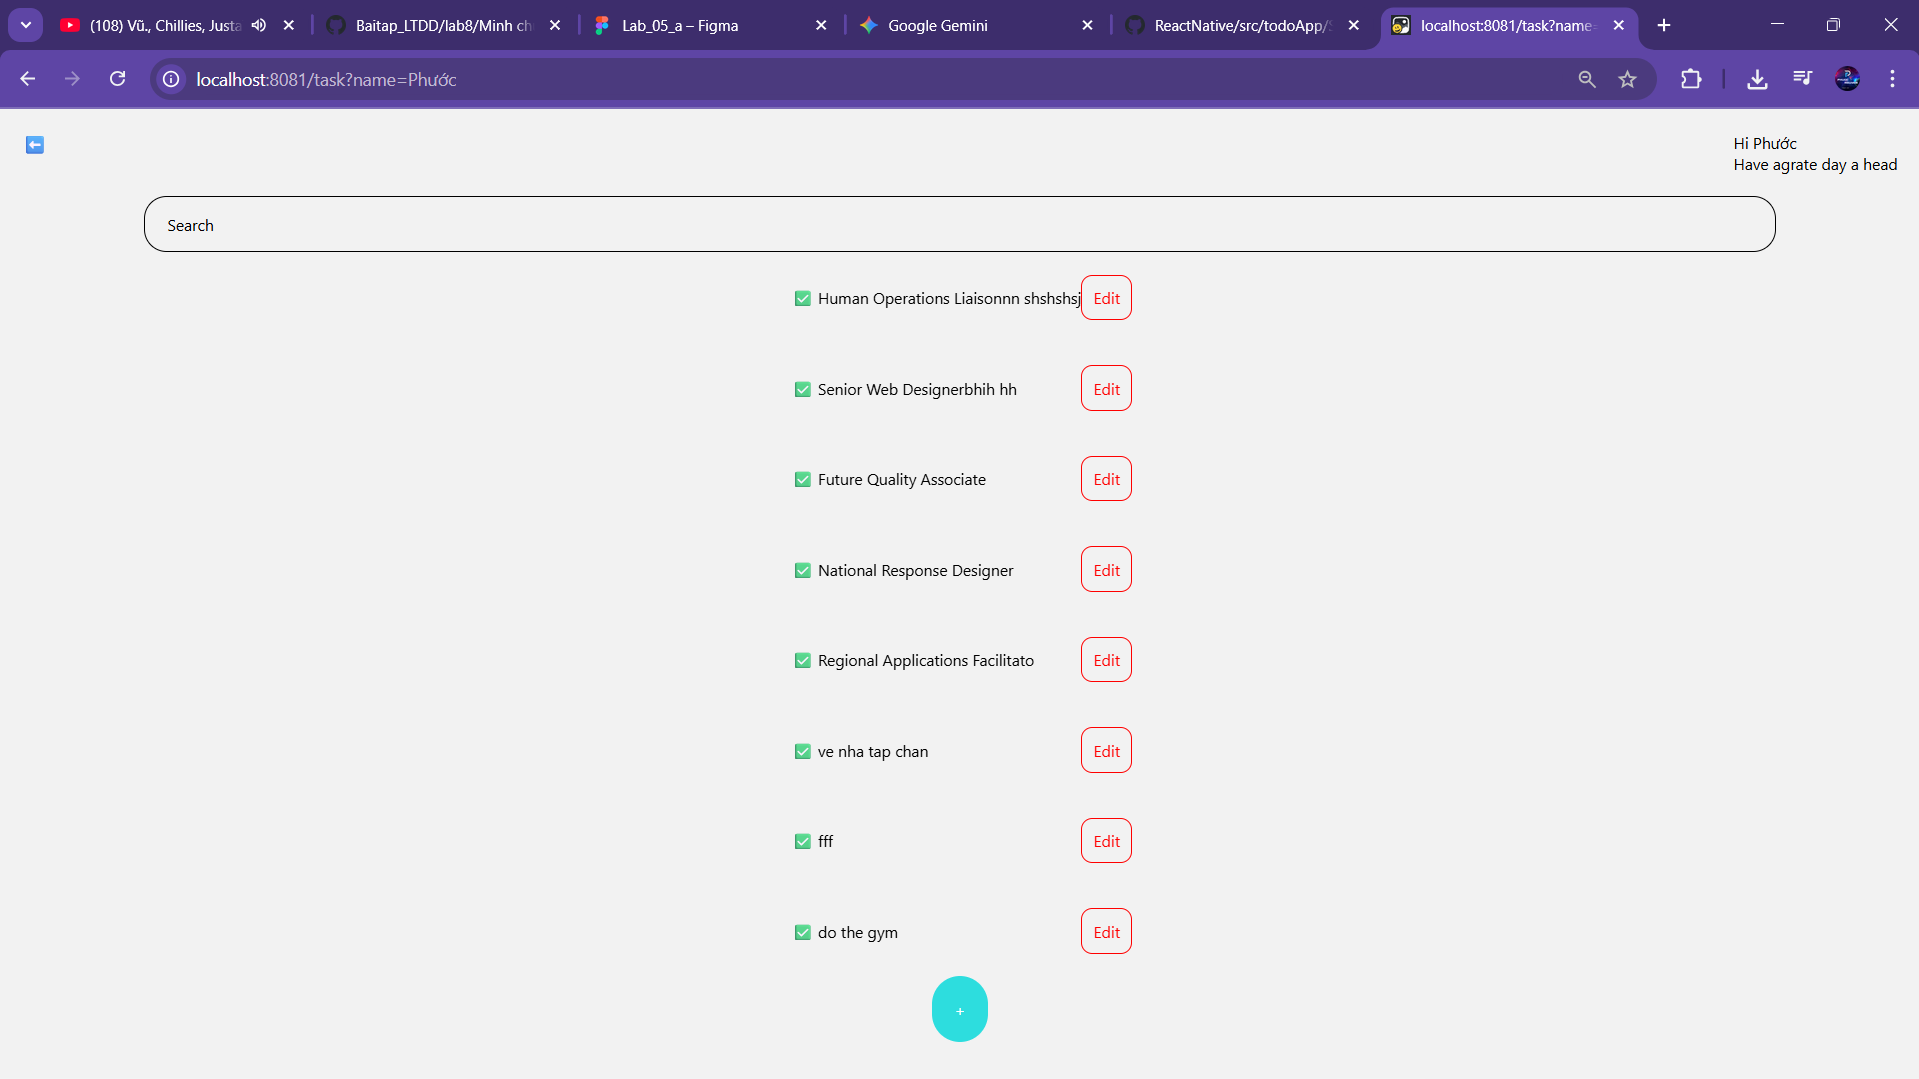 (108) Vũ., Chillies, Justa
Baitap_LTDD/lab8/Minh ch
Lab_05_a – Figma
Google Gemini
ReactNative/src/todoApp/S
localhost:8081/task?name=
localhost:8081/task?name=Phước
Hi Phước
Have agrate day a head
Search
Human Operations Liaisonnn shshshsj
Edit
Senior Web Designerbhih hh
Edit
Future Quality Associate
Edit
National Response Designer
Edit
Regional Applications Facilitato
Edit
ve nha tap chan
Edit
fff
Edit
do the gym
Edit
+